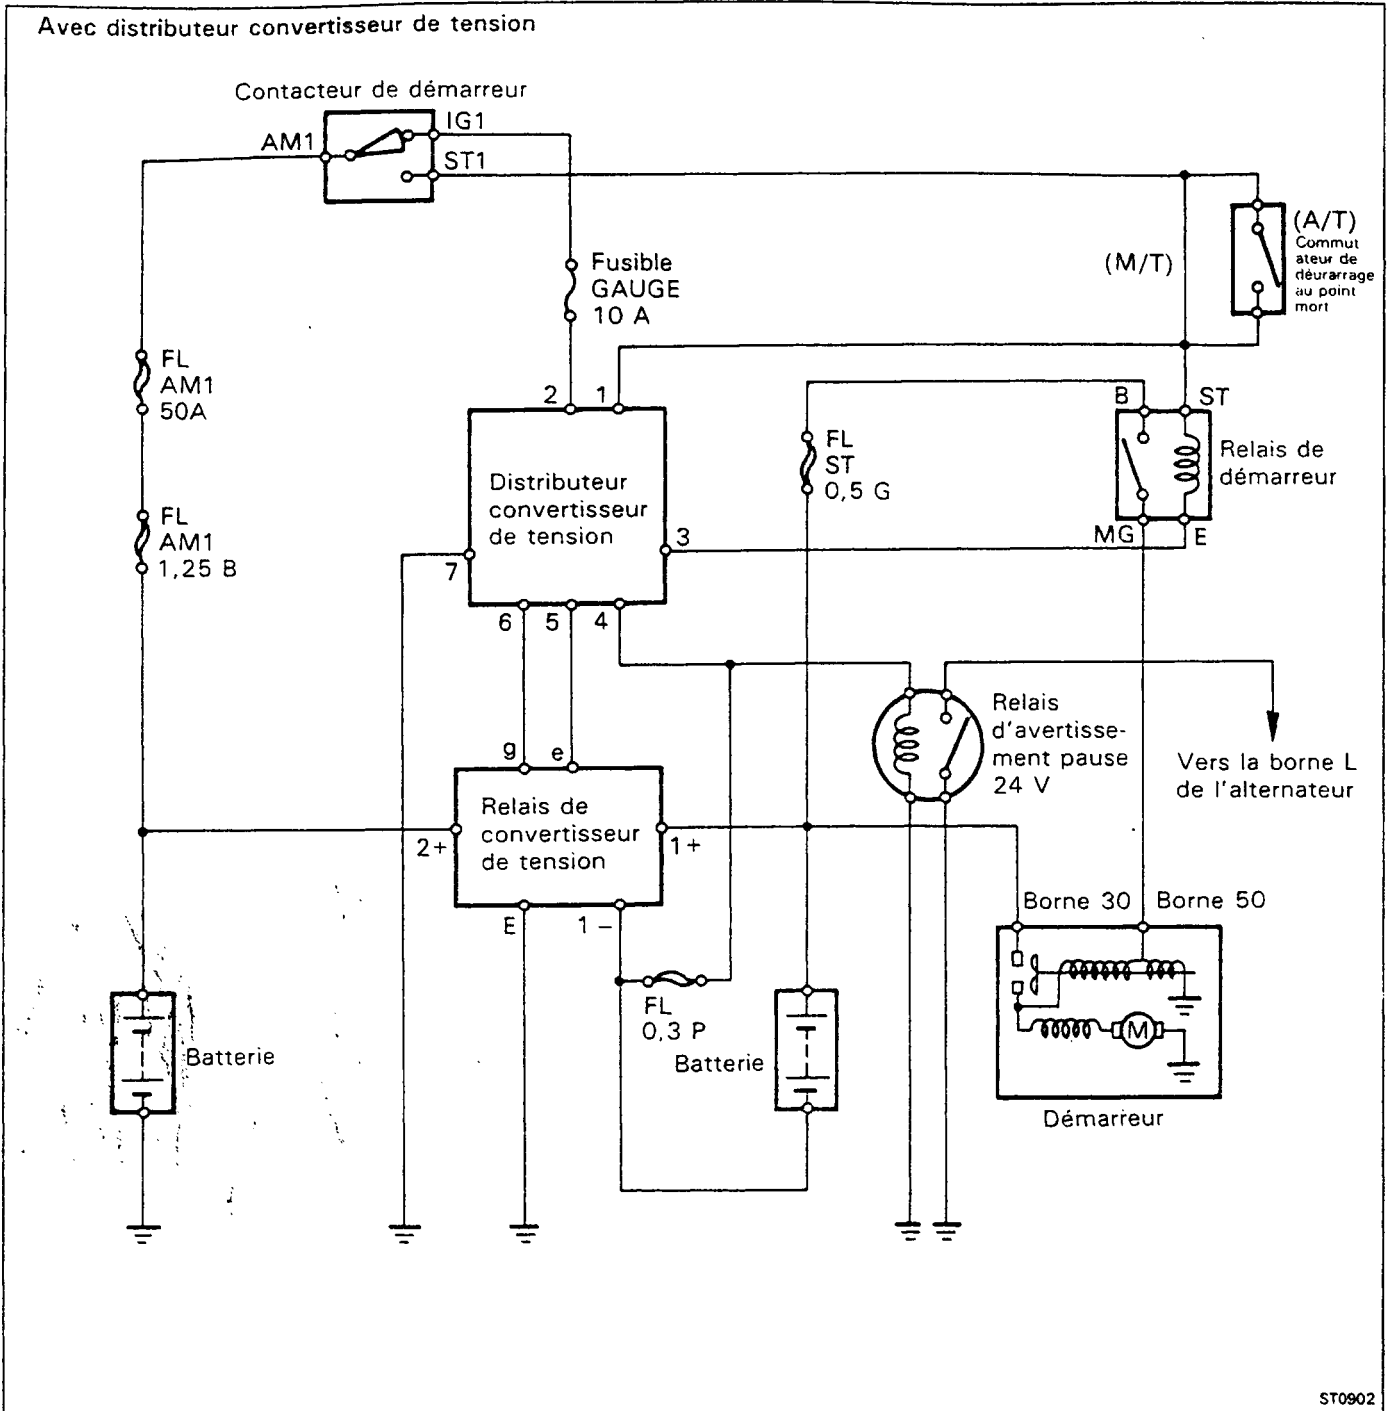 Avec distributeur convertisseur de tension
Contacteur de démarreur
AM1
IG1
ST1
(A/T)
Commut
ateur de
déurarrage
au point
mort
(M/T)
Fusible
GAUGE
10 A
FL
AM1
50A
2
1
B
ST
FL
ST
0,5 G
Relais de
démarreur
Distributeur
convertisseur
de tension
FL
AM1
1,25 B
3
MG
E
7
6
5
4
Relais
d'avertisse-
ment pause
24 V
g
e
Vers la borne L
de l'alternateur
Relais de
convertisseur
de tension
2+
1+
E
1 –
Borne 30
Borne 50
FL
0,3 P
M
Batterie
Batterie
Démarreur
ST0902